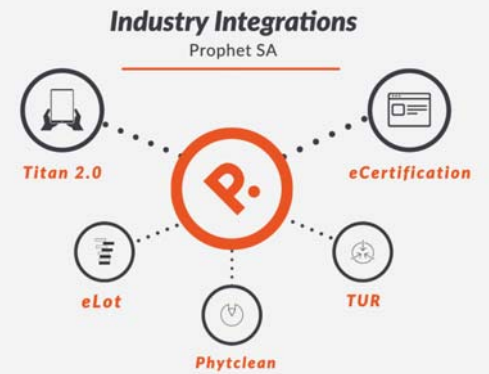 Industry Integrations
Prophet SA
Titan 2.0
eCertification
P.
eLot
TUR
Phytclean